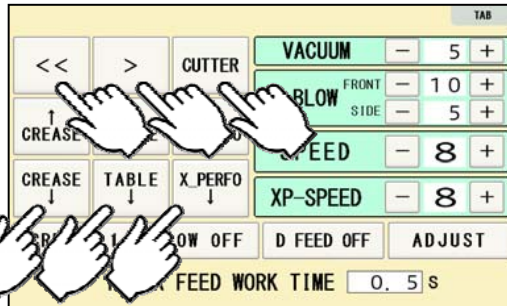 TAB
<< > CUTTER VACUUM - 5 +
BLOW FRONT - 10 +
SIDE - 5 +
↑
CREASE
SPEED - 8 +
CREASE TABLE X_PERFO
↓ ↓ ↓
XP-SPEED - 8 +
OFF D FEED OFF ADJUST
FEED WORK TIME 0. 5 S